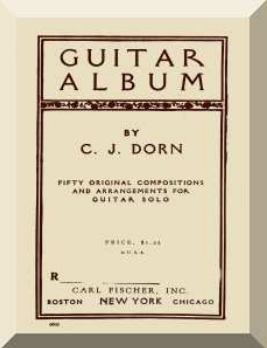 GUITAR
ALBUM
BY
C. J. DORN
FIFTY ORIGINAL COMPOSITIONS
AND ARRANGEMENTS FOR
GUITAR SOLO
PRICE,
R
CARL FISCHER, INC.
BOSTON NEW YORK CHICAGO